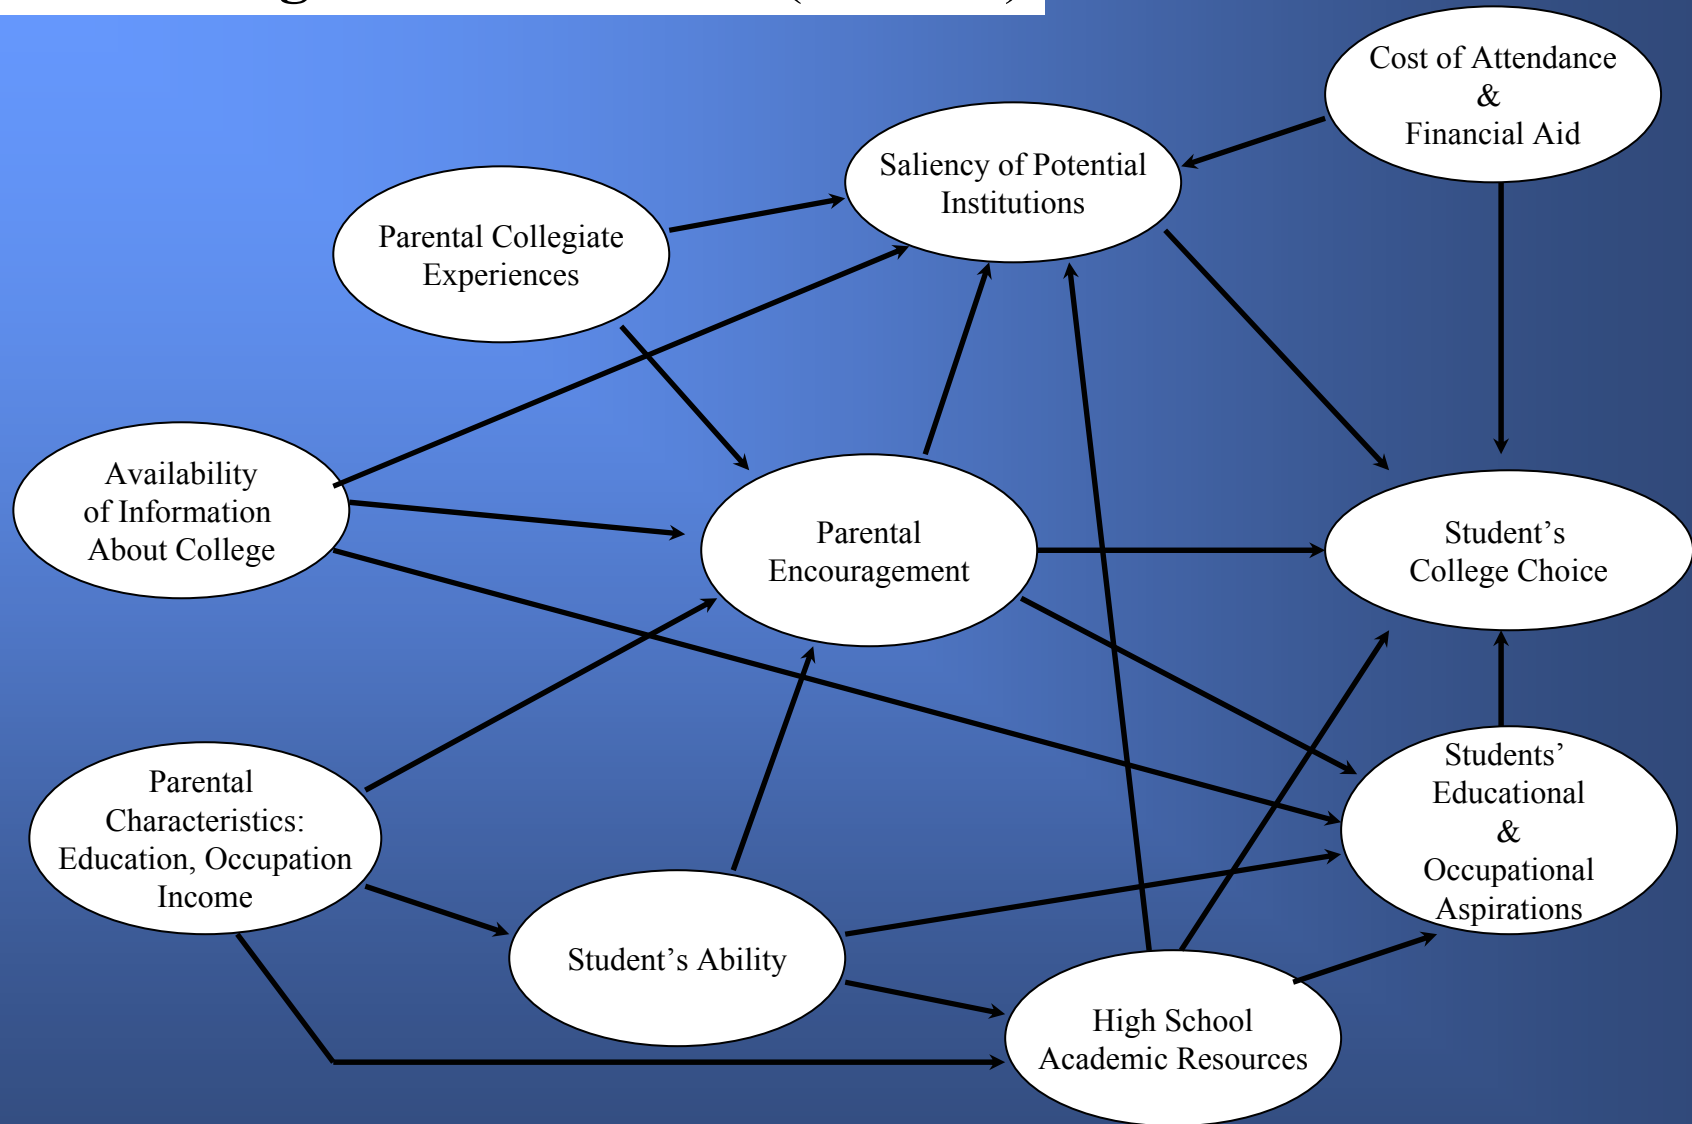 Cost of Attendance
&
Financial Aid
Saliency of Potential
Institutions
Parental Collegiate
Experiences
Availability
of Information
About College
Parental
Encouragement
Student’s
College Choice
Parental
Characteristics:
Education, Occupation
Income
Students’
Educational
&
Occupational
Aspirations
Student’s Ability
High School
Academic Resources